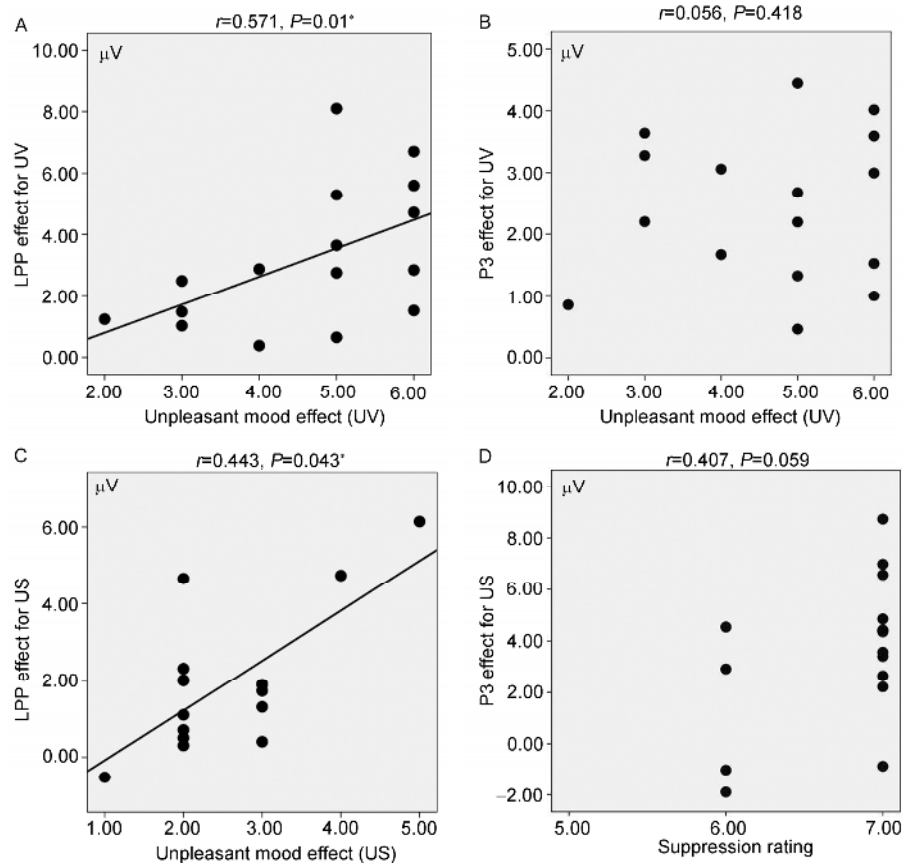 A
r=0.571, P=0.01*
μV
10.00
8.00
6.00
4.00
2.00
0.00
LPP effect for UV
2.00 3.00 4.00 5.00 6.00
Unpleasant mood effect (UV)
B
r=0.056, P=0.418
μV
5.00
4.00
3.00
2.00
1.00
0.00
P3 effect for UV
2.00 3.00 4.00 5.00 6.00
Unpleasant mood effect (UV)
C
r=0.443, P=0.043*
μV
6.00
4.00
2.00
0.00
LPP effect for US
1.00 2.00 3.00 4.00 5.00
Unpleasant mood effect (US)
D
r=0.407, P=0.059
μV
10.00
8.00
6.00
4.00
2.00
0.00
−2.00
P3 effect for US
5.00 6.00 7.00
Suppression rating